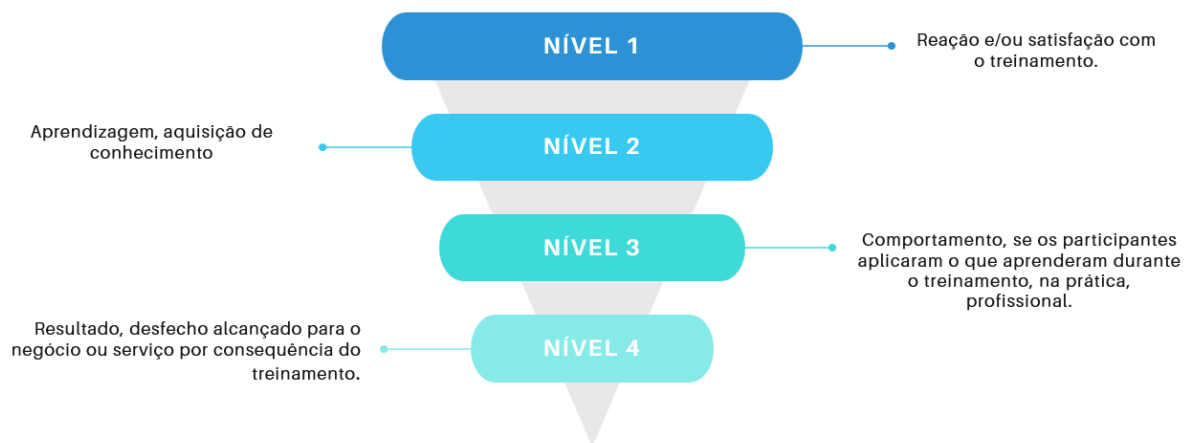 NÍVEL 1
Reação e/ou satisfação com
o treinamento.
Aprendizagem, aquisição de
conhecimento
NÍVEL 2
NÍVEL 3
Comportamento, se os participantes
aplicaram o que aprenderam durante
o treinamento, na prática,
profissional.
Resultado, desfecho alcançado para o
negócio ou serviço por consequência do
treinamento.
NÍVEL 4